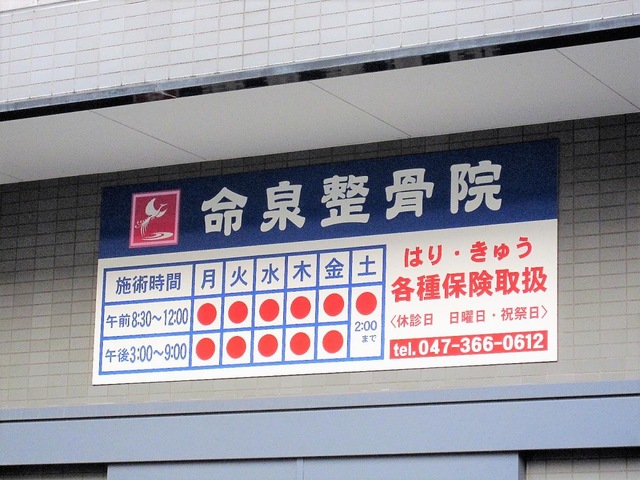 命泉整骨院
施術時間 月 火 水 木 金 土
午前8:30〜12:00 ● ● ● ● ● ●
午後3:00〜9:00 ● ● ● ● ● 2:00まで
はり・きゅう
各種保険取扱
〈休診日 日曜日・祝祭日〉
tel.047-366-0612